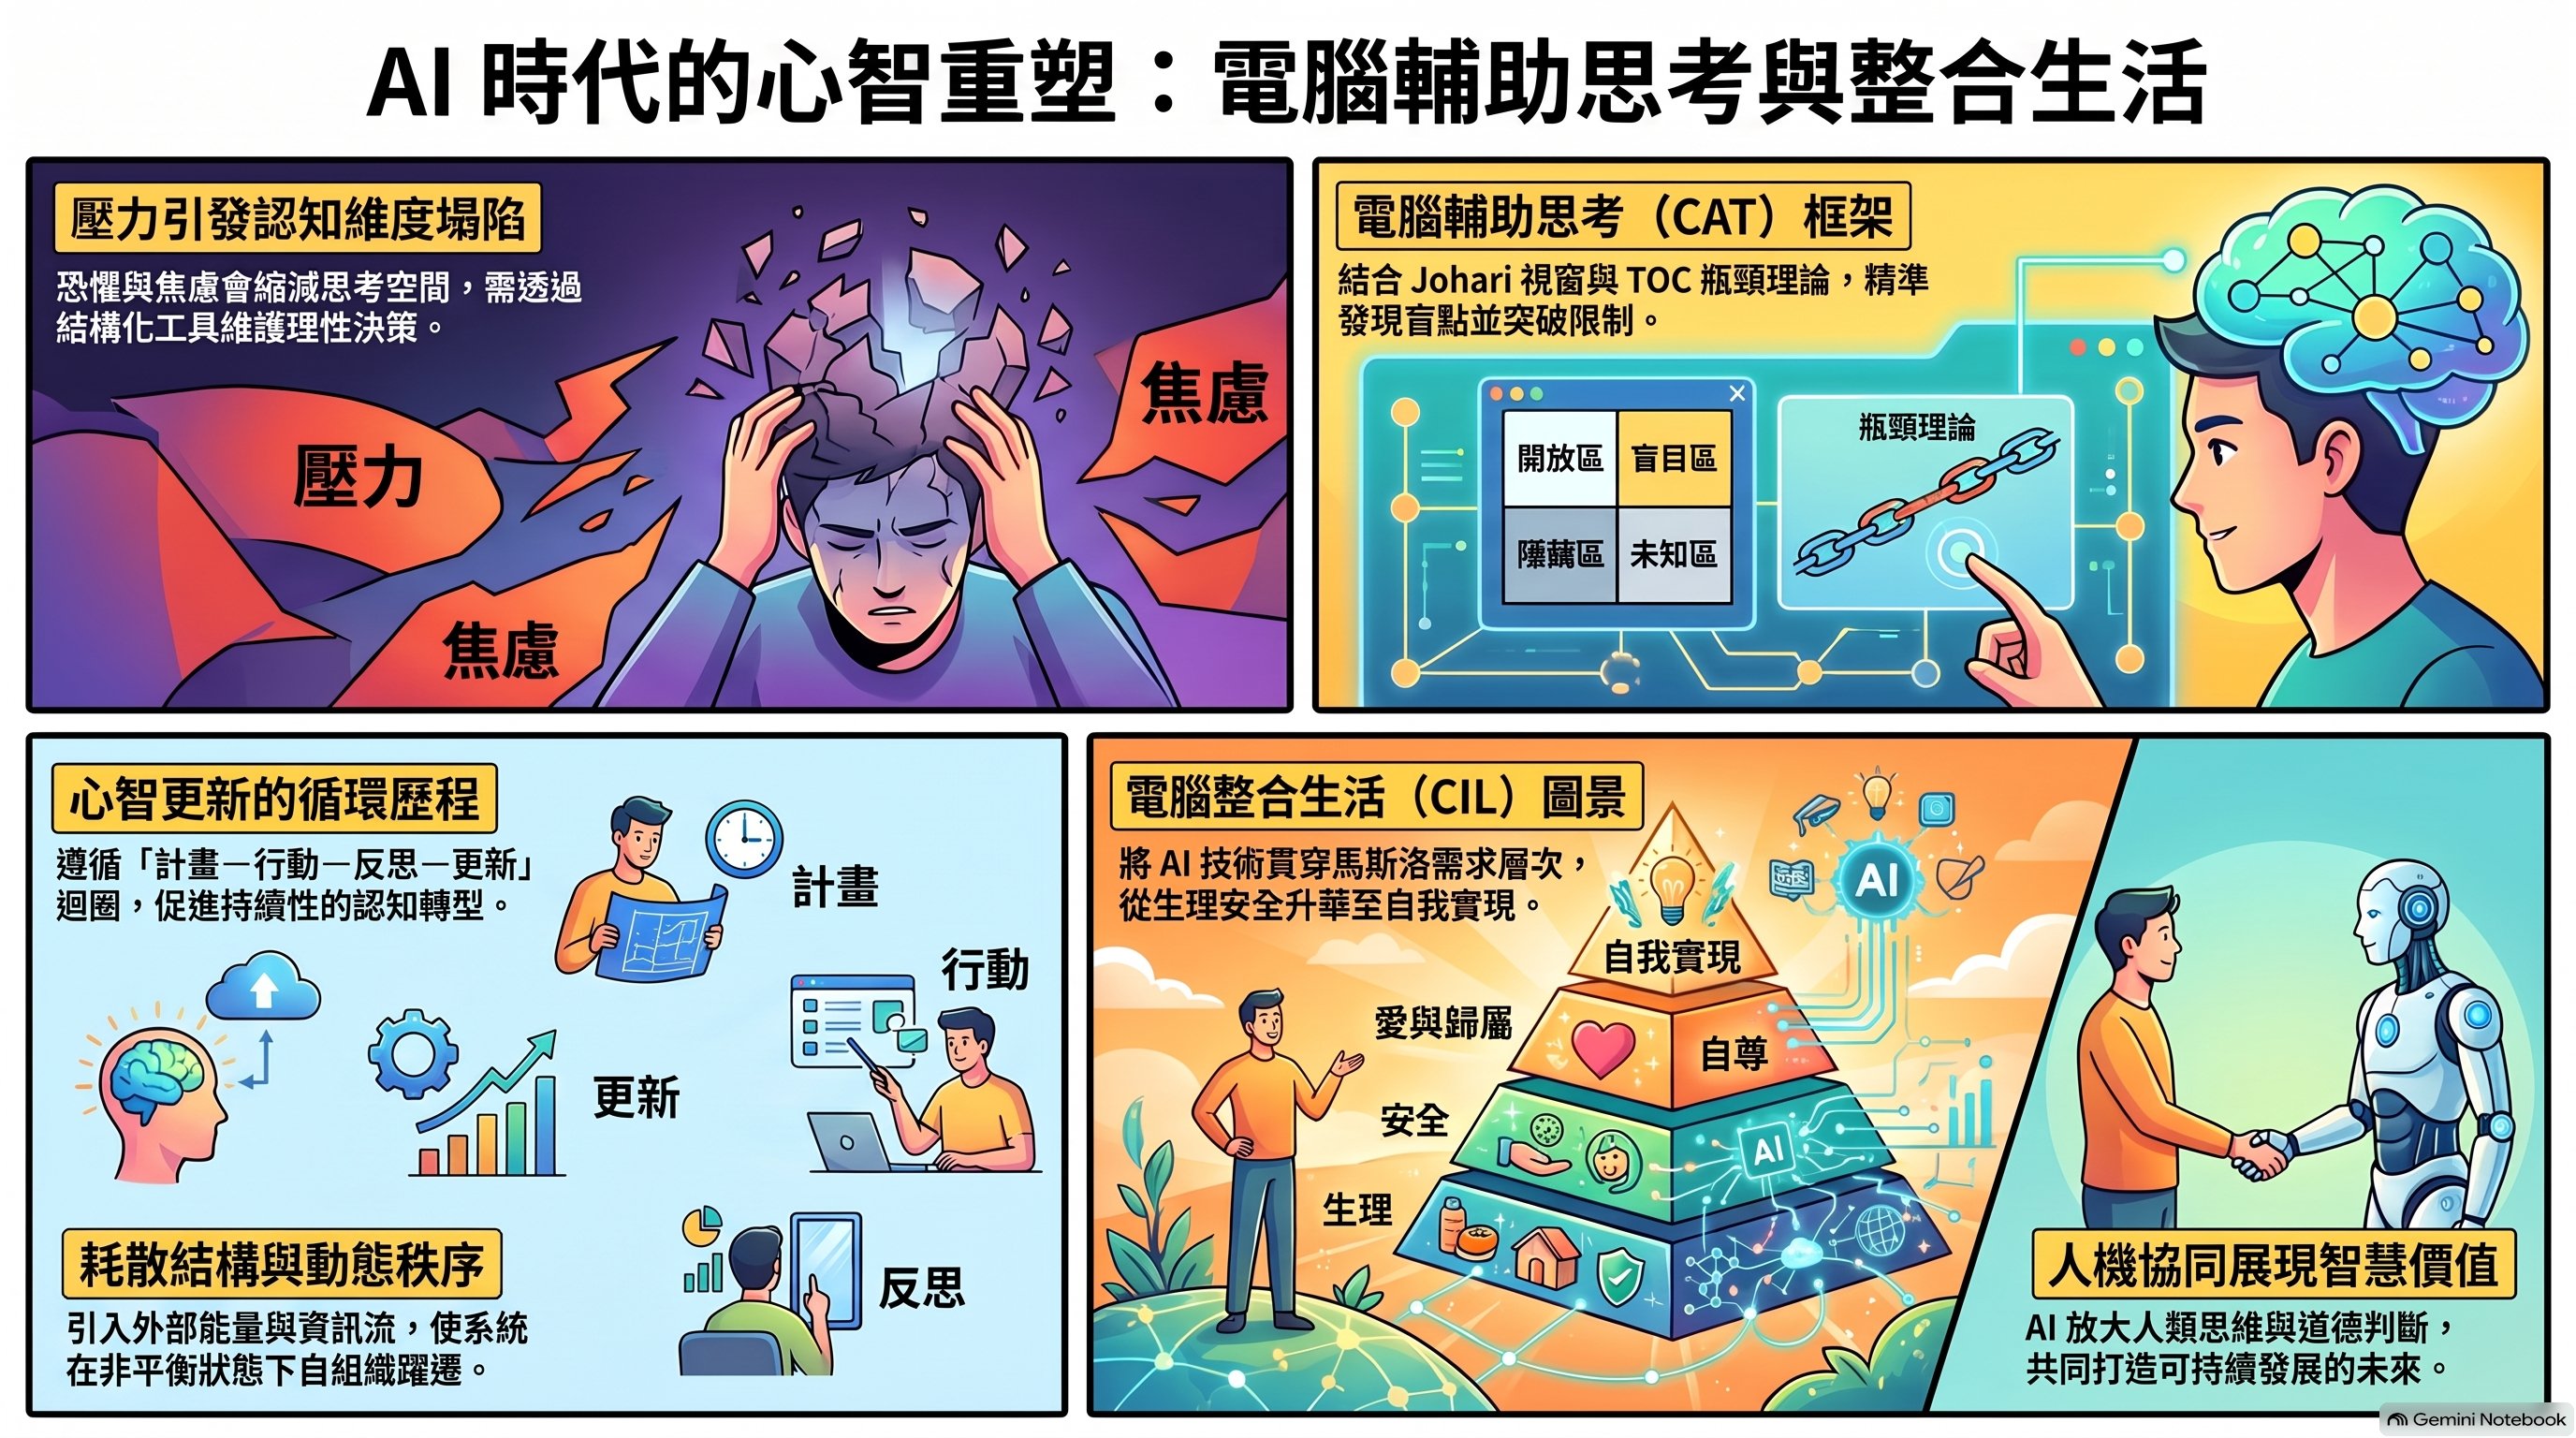 AI 時代的心智重塑：電腦輔助思考與整合生活
壓力引發認知維度塌陷
恐懼與焦慮會縮減思考空間，需透過
結構化工具維護理性決策。
壓力
焦慮
焦慮
電腦輔助思考（CAT）框架
結合 Johari 視窗與 TOC 瓶頸理論，精準
發現盲點並突破限制。
開放區
盲目區
區
未知區
瓶頸理論
心智更新的循環歷程
遵循「計畫—行動—反思—更新」
迴圈，促進持續性的認知轉型。
計畫
行動
更新
反思
耗散結構與動態秩序
引入外部能量與資訊流，使系統
在非平衡狀態下自組織躍遷。
電腦整合生活（CIL）圖景
將 AI 技術貫穿馬斯洛需求層次，
從生理安全升華至自我實現。
AI
自我實現
愛與歸屬
自尊
安全
AI
生理
人機協同展現智慧價值
AI 放大人類思維與道德判斷，
共同打造可持續發展的未來。
Gemini Notebook